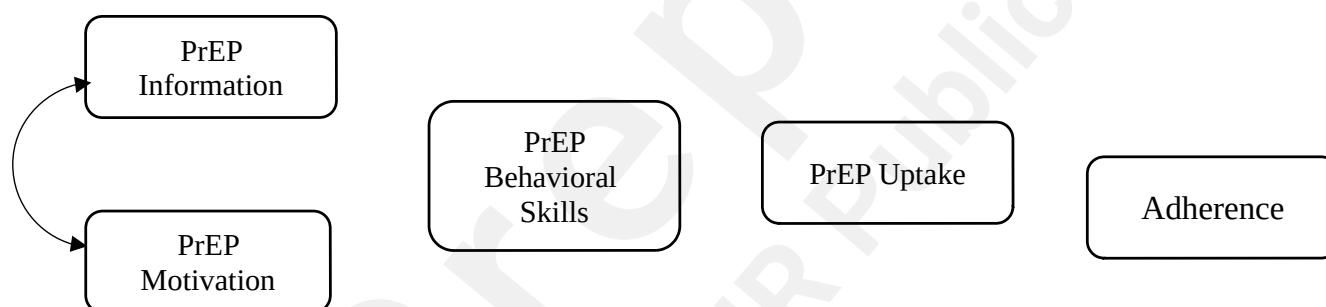 PrEP
Information
PrEP
Behavioral
Skills
PrEP Uptake
Adherence
PrEP
Motivation